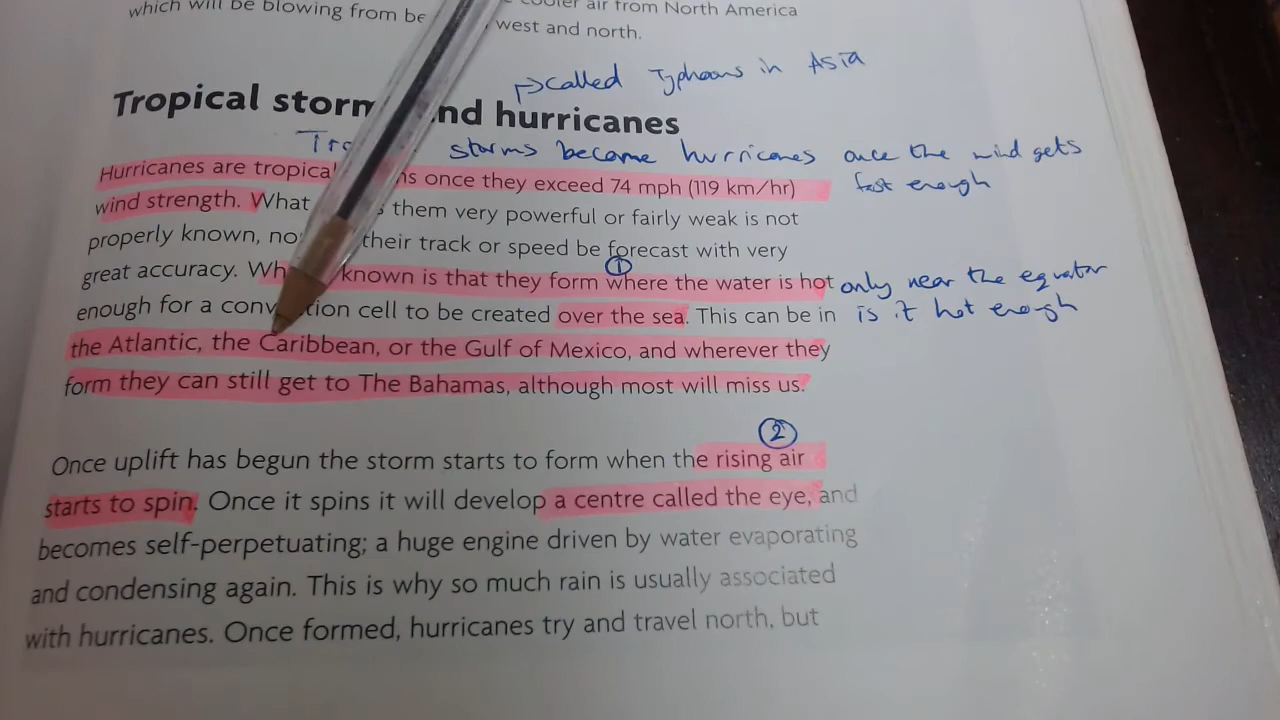 which will be blowing from be cooler air from North America
west and north.
→called Typhoons in Asia
Tropical storm nd hurricanes
Tro storms become hurricanes once the wind gets
fast enough
Hurricanes are tropical ns once they exceed 74 mph (119 km/hr)
wind strength. What s them very powerful or fairly weak is not
properly known, no their track or speed be forecast with very
great accuracy. Wh known is that they form where the water is hot
①
only near the equator
is it hot enough
enough for a conv tion cell to be created over the sea. This can be in
the Atlantic, the Caribbean, or the Gulf of Mexico, and wherever they
form they can still get to The Bahamas, although most will miss us.
②
Once uplift has begun the storm starts to form when the rising air
starts to spin. Once it spins it will develop a centre called the eye, and
becomes self-perpetuating; a huge engine driven by water evaporating
and condensing again. This is why so much rain is usually associated
with hurricanes. Once formed, hurricanes try and travel north, but